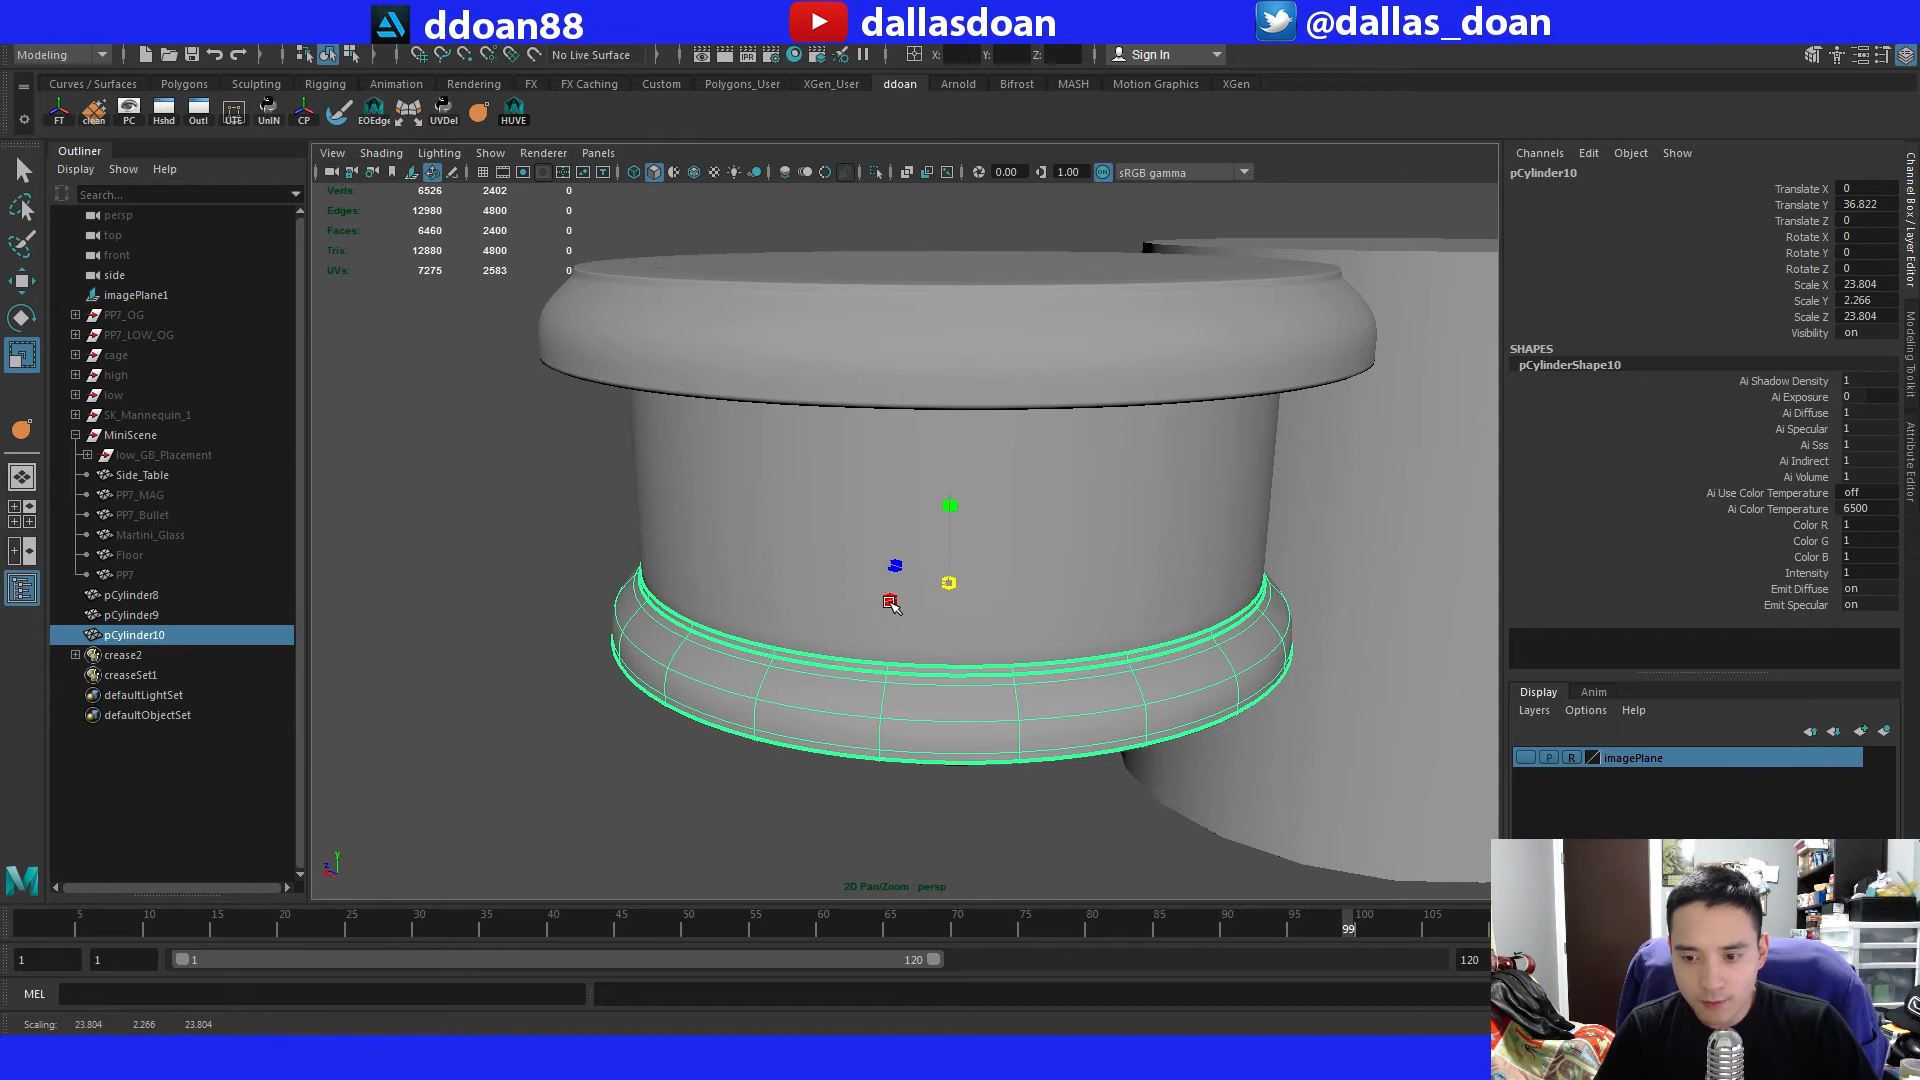 ddoan88
dallasdoan
@dallas_doan
Modeling
No Live Surface
X:
Y:
Z:
Sign In
Curves / Surfaces
Polygons
Sculpting
Rigging
Animation
Rendering
FX
FX Caching
Custom
Polygons_User
XGen_User
ddoan
Arnold
Bifrost
MASH
Motion Graphics
XGen
FT
clean
PC
Hshd
Outl
UTE
UnIN
CP
EOEdge
UVDel
HUVE
Outliner
Display
Show
Help
Search...
persp
top
front
side
imagePlane1
PP7_OG
PP7_LOW_OG
cage
high
low
SK_Mannequin_1
MiniScene
low_GB_Placement
Side_Table
PP7_MAG
PP7_Bullet
Martini_Glass
Floor
PP7
pCylinder8
pCylinder9
pCylinder10
crease2
creaseSet1
defaultLightSet
defaultObjectSet
View
Shading
Lighting
Show
Renderer
Panels
0.00
1.00
sRGB gamma
Verts: 6526 2402 0
Edges: 12980 4800 0
Faces: 6460 2400 0
Tris: 12880 4800 0
UVs: 7275 2583 0
2D Pan/Zoom : persp
Channels
Edit
Object
Show
pCylinder10
Translate X 0
Translate Y 36.822
Translate Z 0
Rotate X 0
Rotate Y 0
Rotate Z 0
Scale X 23.804
Scale Y 2.266
Scale Z 23.804
Visibility on
SHAPES
pCylinderShape10
Ai Shadow Density 1
Ai Exposure 0
Ai Diffuse 1
Ai Specular 1
Ai Sss 1
Ai Indirect 1
Ai Volume 1
Ai Use Color Temperature off
Ai Color Temperature 6500
Color R 1
Color G 1
Color B 1
Intensity 1
Emit Diffuse on
Emit Specular on
Display
Anim
Layers
Options
Help
P
R
imagePlane
Channel Box / Layer Editor
Modeling Toolkit
Attribute Editor
5 10 15 20 25 30 35 40 45 50 55 60 65 70 75 80 85 90 95 100 105
99
1
1
1
120
120
MEL
Scaling: 23.804 2.266 23.804